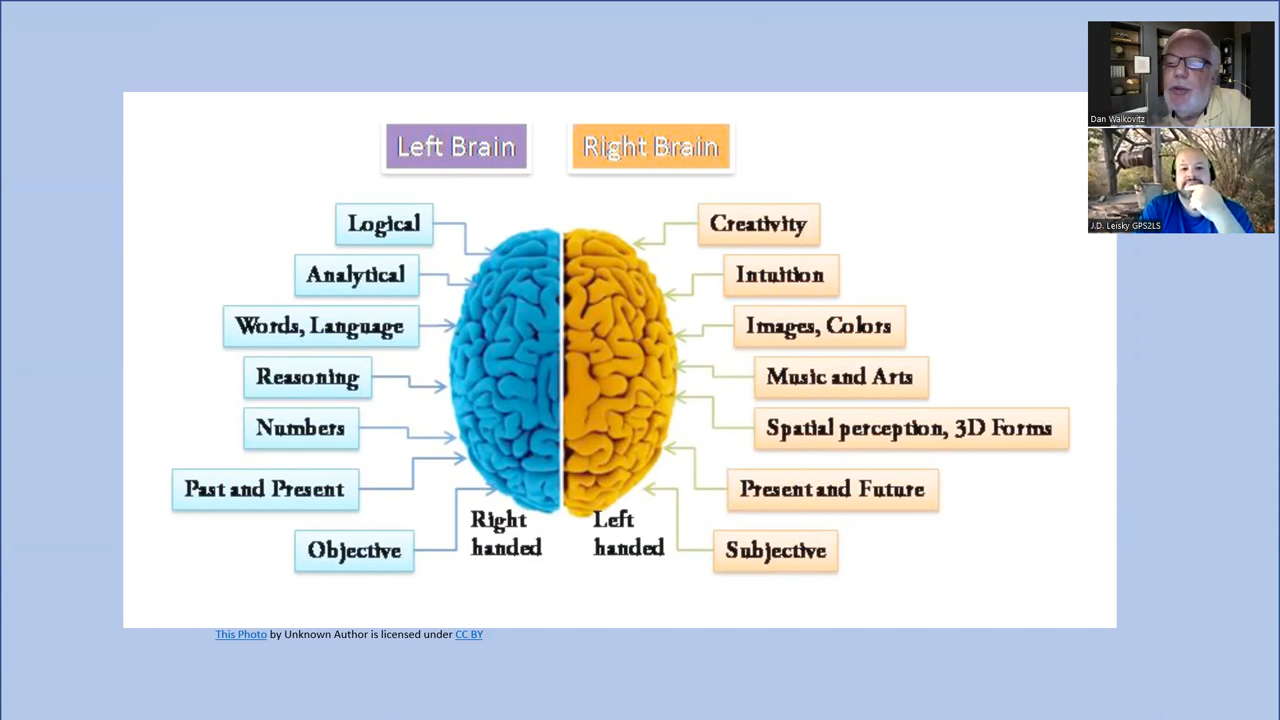 Left Brain
Right Brain
Logical
Analytical
Words, Language
Reasoning
Numbers
Past and Present
Objective
Right
handed
Left
handed
Creativity
Intuition
Images, Colors
Music and Arts
Spatial perception, 3D Forms
Present and Future
Subjective
This Photo by Unknown Author is licensed under CC BY
Dan Walkovitz
J.D. Leisky GPS2LS